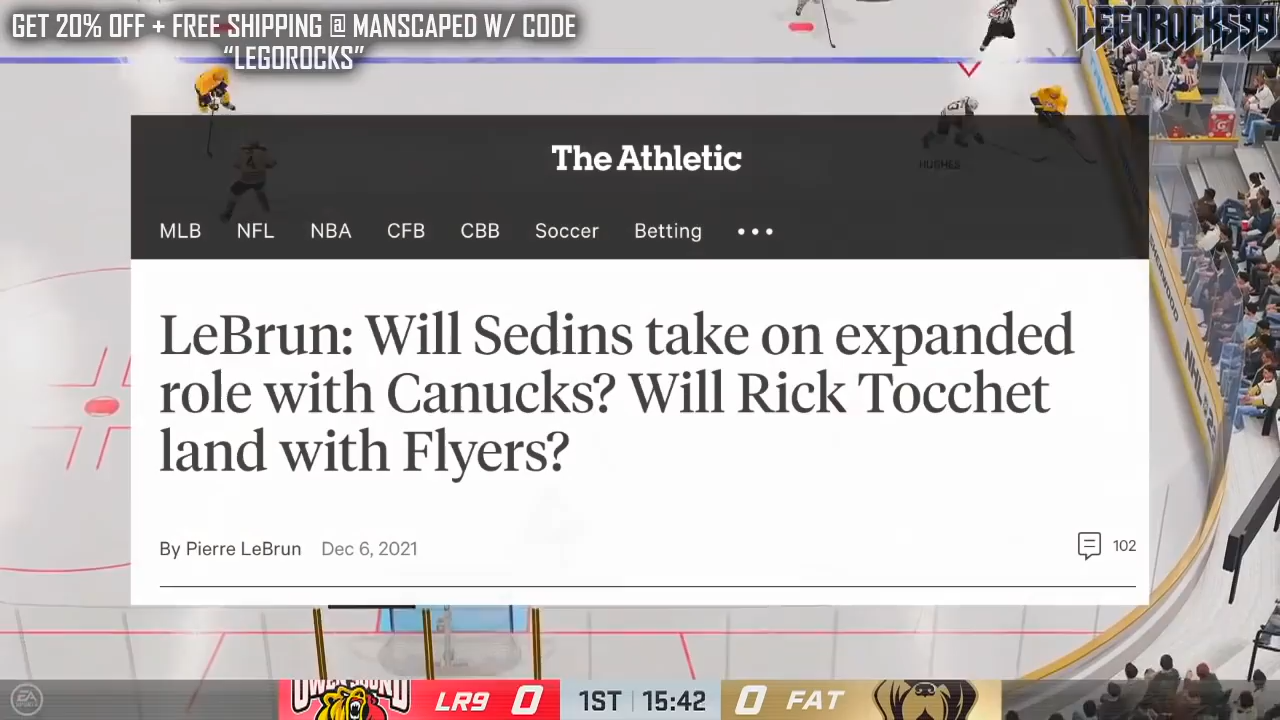 GET 20% OFF + FREE SHIPPING @ MANSCAPED W/ CODE
“LEGOROCKS”
LEGOROCKS99
HUGHES
The Athletic
MLB NFL NBA CFB CBB Soccer Betting •••
LeBrun: Will Sedins take on expanded
role with Canucks? Will Rick Tocchet
land with Flyers?
By Pierre LeBrun Dec 6, 2021
102
LR9 0 1ST 15:42 0 FAT